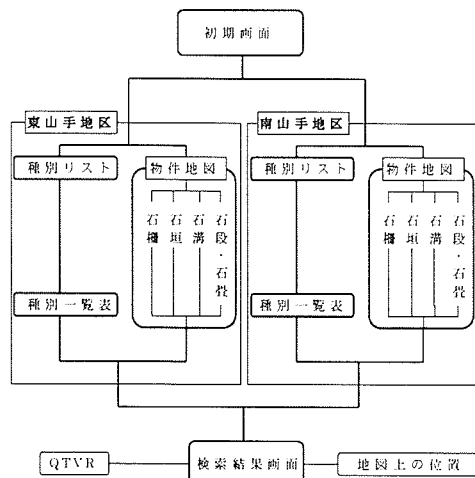 初期画面
東山手地区
南山手地区
種別リスト
物件地図
種別リスト
物件地図
石柵
石垣
石溝
石段・石畳
石柵
石垣
石溝
石段・石畳
種別一覧表
種別一覧表
QTVR
検索結果画面
地図上の位置